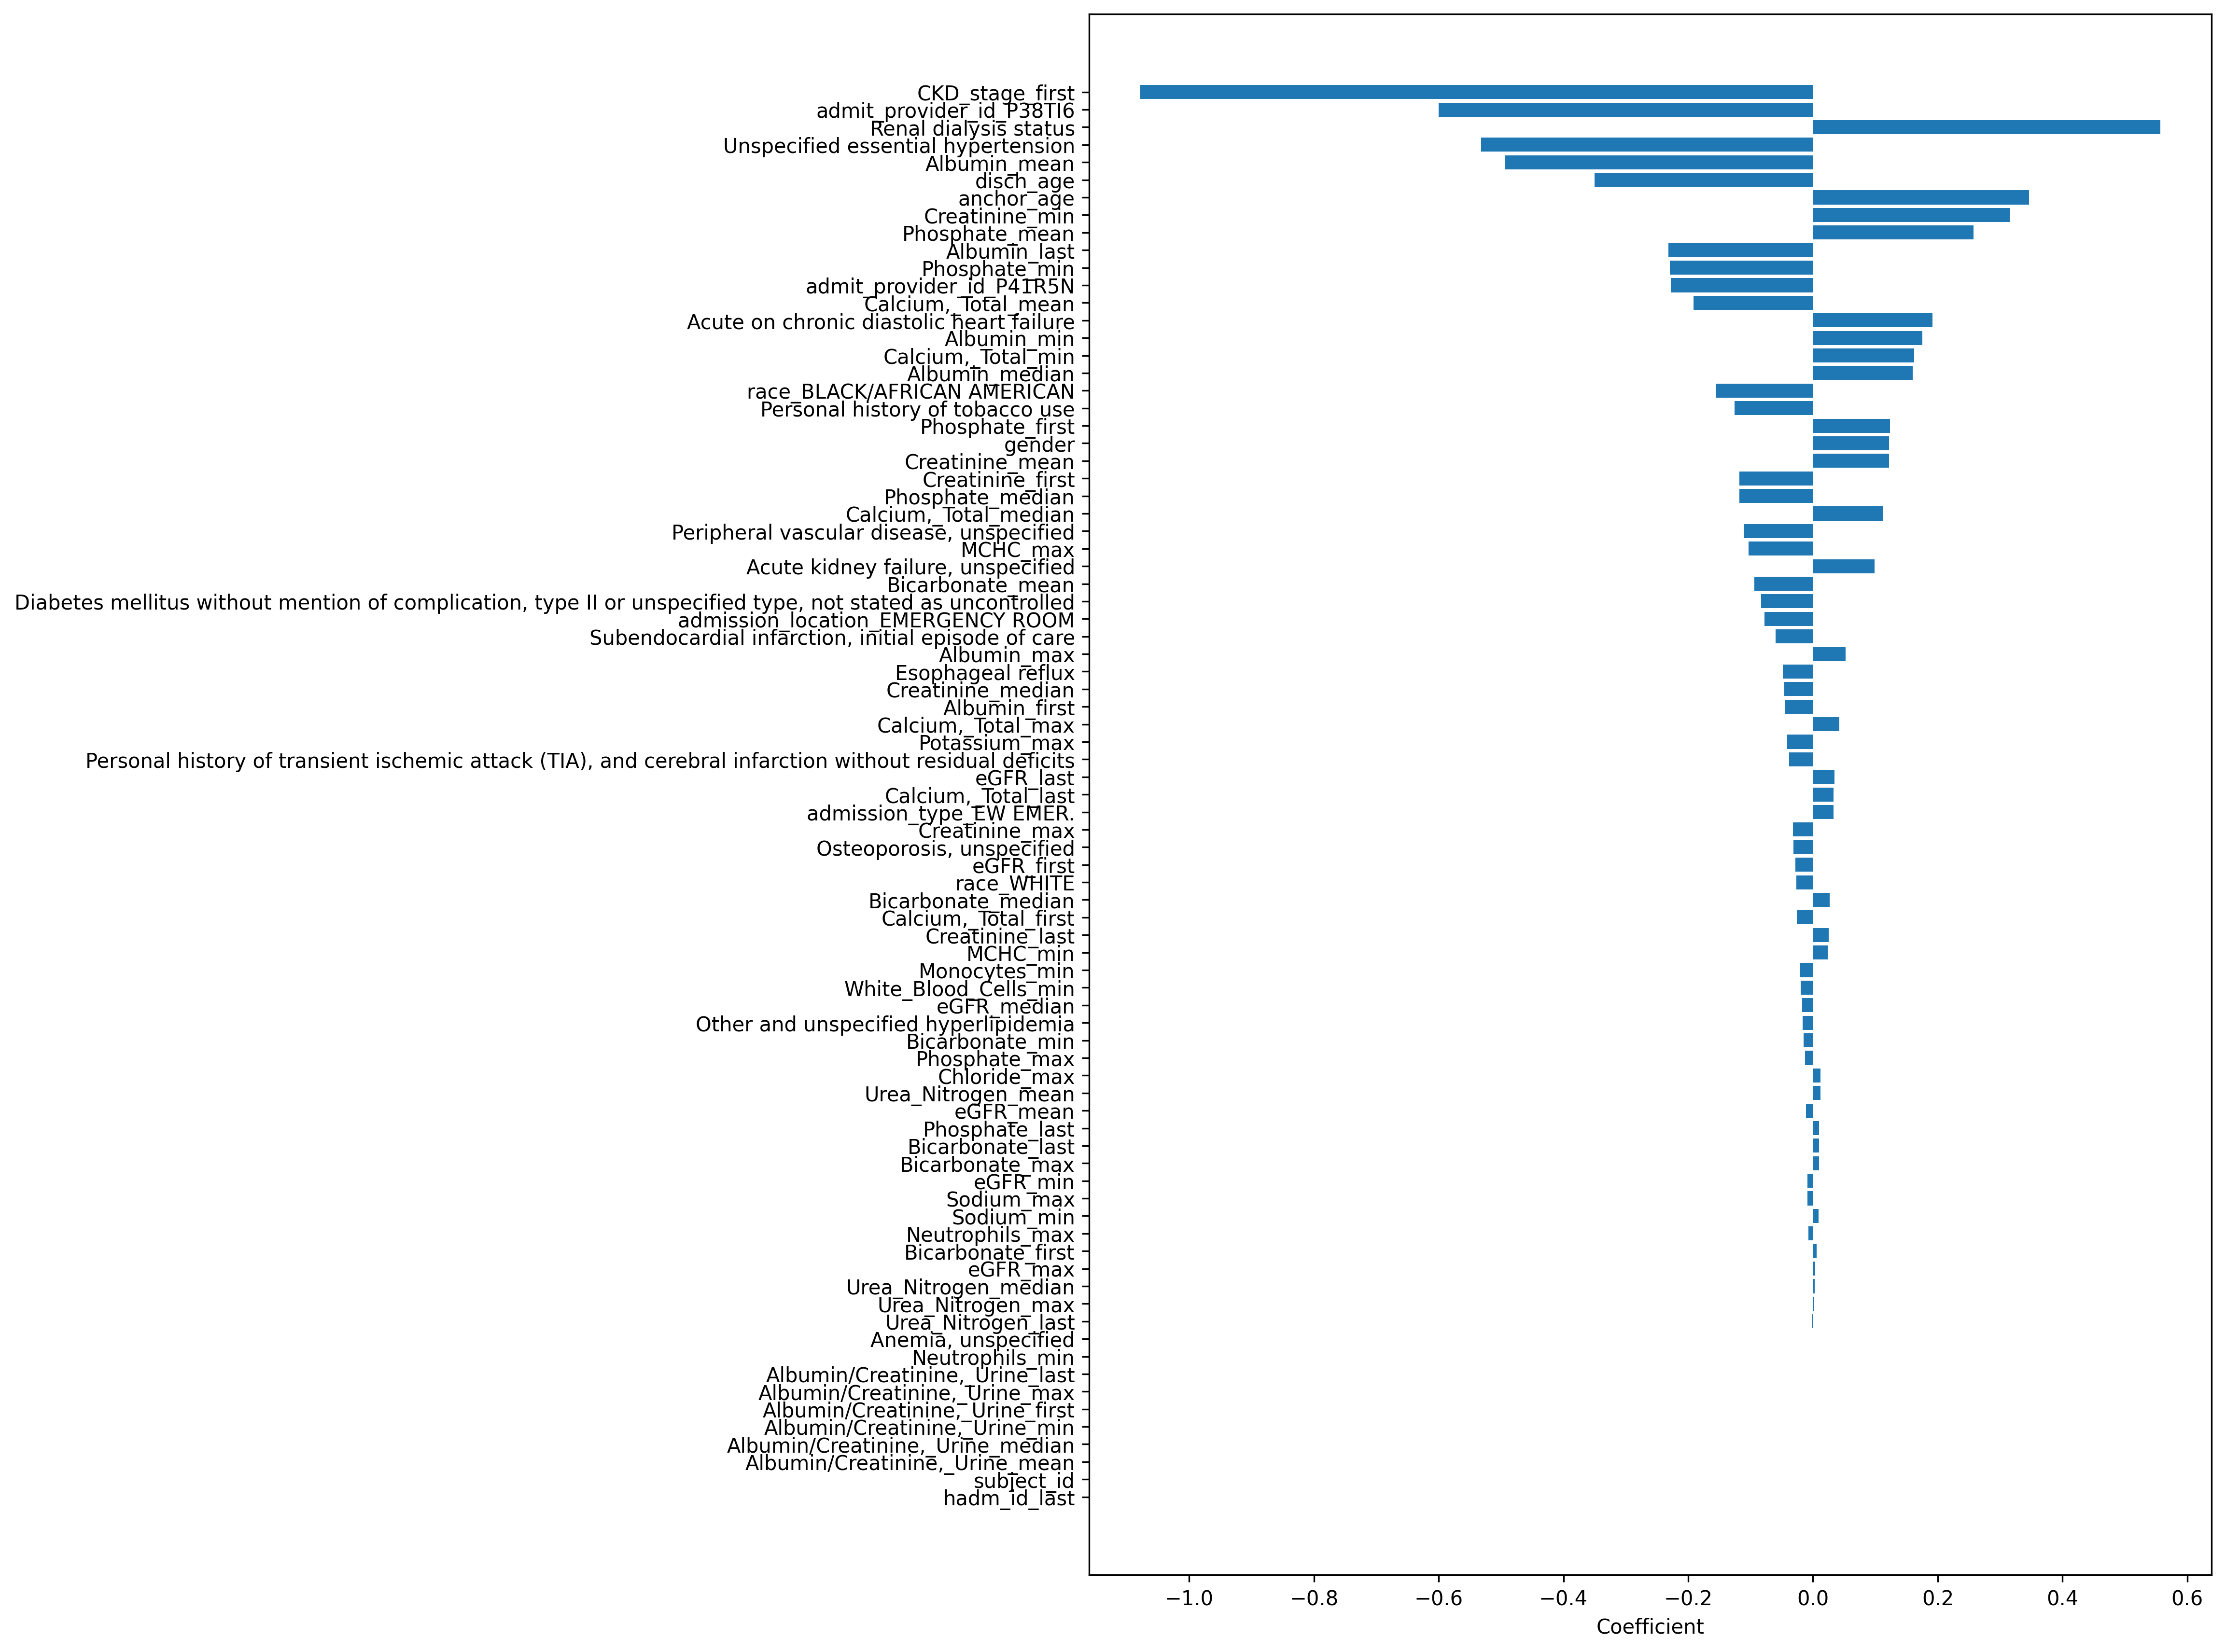 CKD_stage_first
admit_provider_id_P38TI6
Renal dialysis status
Unspecified essential hypertension
Albumin_mean
disch_age
anchor_age
Creatinine_min
Phosphate_mean
Albumin_last
Phosphate_min
admit_provider_id_P41R5N
Calcium,_Total_mean
Acute on chronic diastolic heart failure
Albumin_min
Calcium,_Total_min
Albumin_median
race_BLACK/AFRICAN AMERICAN
Personal history of tobacco use
Phosphate_first
gender
Creatinine_mean
Creatinine_first
Phosphate_median
Calcium,_Total_median
Peripheral vascular disease, unspecified
MCHC_max
Acute kidney failure, unspecified
Bicarbonate_mean
Diabetes mellitus without mention of complication, type II or unspecified type, not stated as uncontrolled
admission_location_EMERGENCY ROOM
Subendocardial infarction, initial episode of care
Albumin_max
Esophageal reflux
Creatinine_median
Albumin_first
Calcium,_Total_max
Potassium_max
Personal history of transient ischemic attack (TIA), and cerebral infarction without residual deficits
eGFR_last
Calcium,_Total_last
admission_type_EW EMER.
Creatinine_max
Osteoporosis, unspecified
eGFR_first
race_WHITE
Bicarbonate_median
Calcium,_Total_first
Creatinine_last
MCHC_min
Monocytes_min
White_Blood_Cells_min
eGFR_median
Other and unspecified hyperlipidemia
Bicarbonate_min
Phosphate_max
Chloride_max
Urea_Nitrogen_mean
eGFR_mean
Phosphate_last
Bicarbonate_last
Bicarbonate_max
eGFR_min
Sodium_max
Sodium_min
Neutrophils_max
Bicarbonate_first
eGFR_max
Urea_Nitrogen_median
Urea_Nitrogen_max
Urea_Nitrogen_last
Anemia, unspecified
Neutrophils_min
Albumin/Creatinine,_Urine_last
Albumin/Creatinine,_Urine_max
Albumin/Creatinine,_Urine_first
Albumin/Creatinine,_Urine_min
Albumin/Creatinine,_Urine_median
Albumin/Creatinine,_Urine_mean
subject_id
hadm_id_last
−1.0 −0.8 −0.6 −0.4 −0.2 0.0 0.2 0.4 0.6
Coefficient